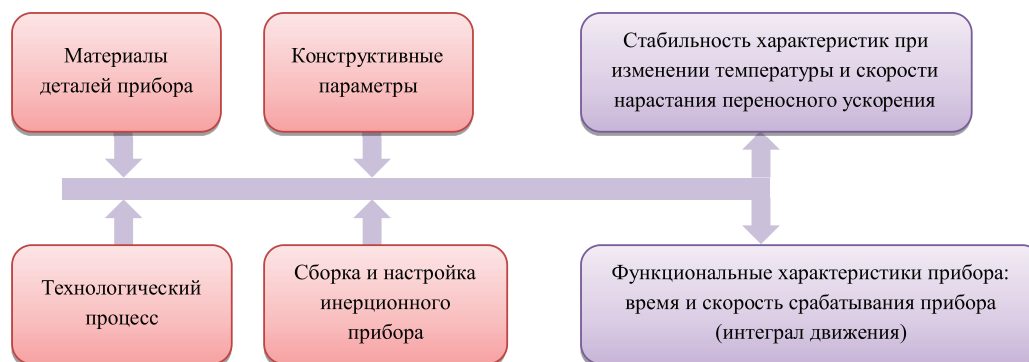 Материалы
деталей прибора
Конструктивные
параметры
Стабильность характеристик при
изменении температуры и скорости
нарастания переносного ускорения
Технологический
процесс
Сборка и настройка
инерционного
прибора
Функциональные характеристики прибора:
время и скорость срабатывания прибора
(интеграл движения)